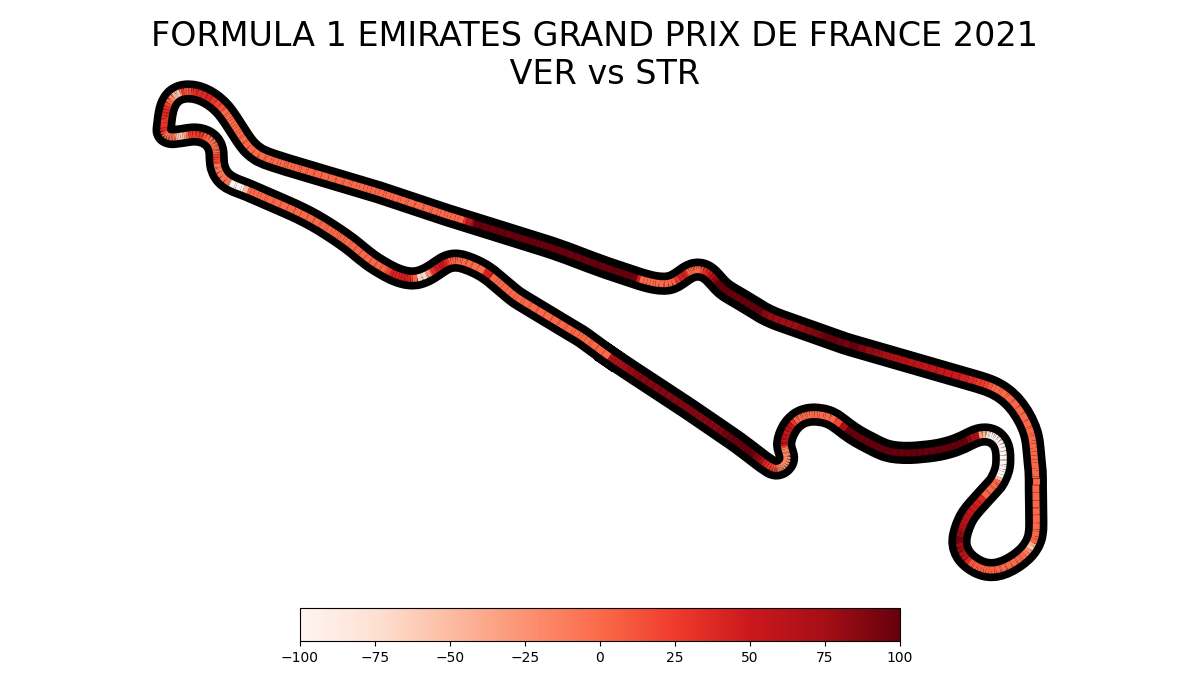 FORMULA 1 EMIRATES GRAND PRIX DE FRANCE 2021
VER vs STR
−100 −75 −50 −25 0 25 50 75 100